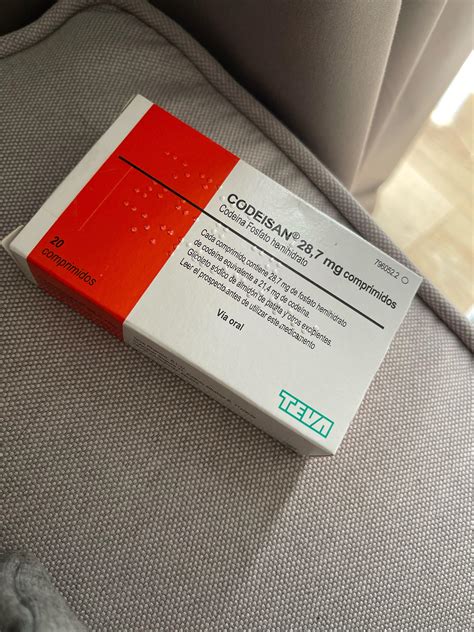 CODEISAN® 28,7 mg comprimidos
Codeína Fosfato hemihidrato
790052.2
Cada comprimido contiene 28,7 mg de fosfato hemihidrato
de codeína equivalente a 21,4 mg de codeína.
Glicolato sódico de almidón de patata y otros excipientes.
Leer el prospecto antes de utilizar este medicamento
Vía oral
20
comprimidos
TEVA